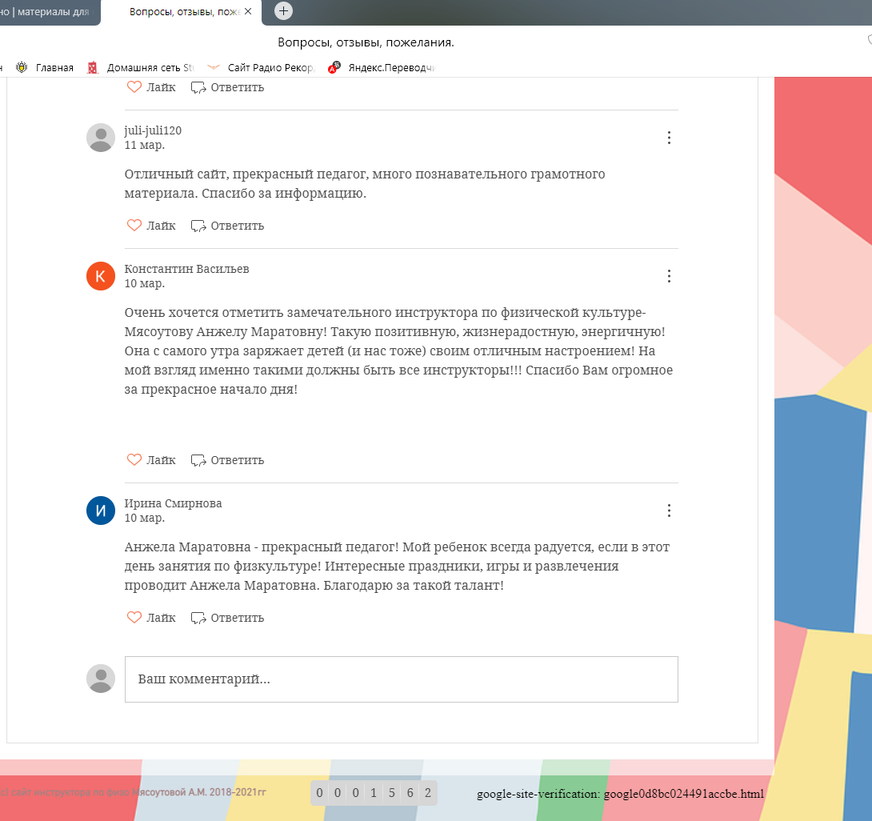 но | материалы для
Вопросы, отзывы, пож
Вопросы, отзывы, пожелания.
Главная
Домашняя сеть St
Сайт Радио Рекор
Яндекс.Переводч
Лайк Ответить
juli-juli120
11 мар.
Отличный сайт, прекрасный педагог, много познавательного грамотного
материала. Спасибо за информацию.
Лайк Ответить
К
Константин Васильев
10 мар.
Очень хочется отметить замечательного инструктора по физической культуре-
Мясоутову Анжелу Маратовну! Такую позитивную, жизнерадостную, энергичную!
Она с самого утра заряжает детей (и нас тоже) своим отличным настроением! На
мой взгляд именно такими должны быть все инструкторы!!! Спасибо Вам огромное
за прекрасное начало дня!
Лайк Ответить
И
Ирина Смирнова
10 мар.
Анжела Маратовна - прекрасный педагог! Мой ребенок всегда радуется, если в этот
день занятия по физкультуре! Интересные праздники, игры и развлечения
проводит Анжела Маратовна. Благодарю за такой талант!
Лайк Ответить
Ваш комментарий...
(с) сайт инструктора по физо Мясоутовой А.М. 2018-2021гг
0 0 0 1 5 6 2
google-site-verification: google0d8bc024491accbe.html